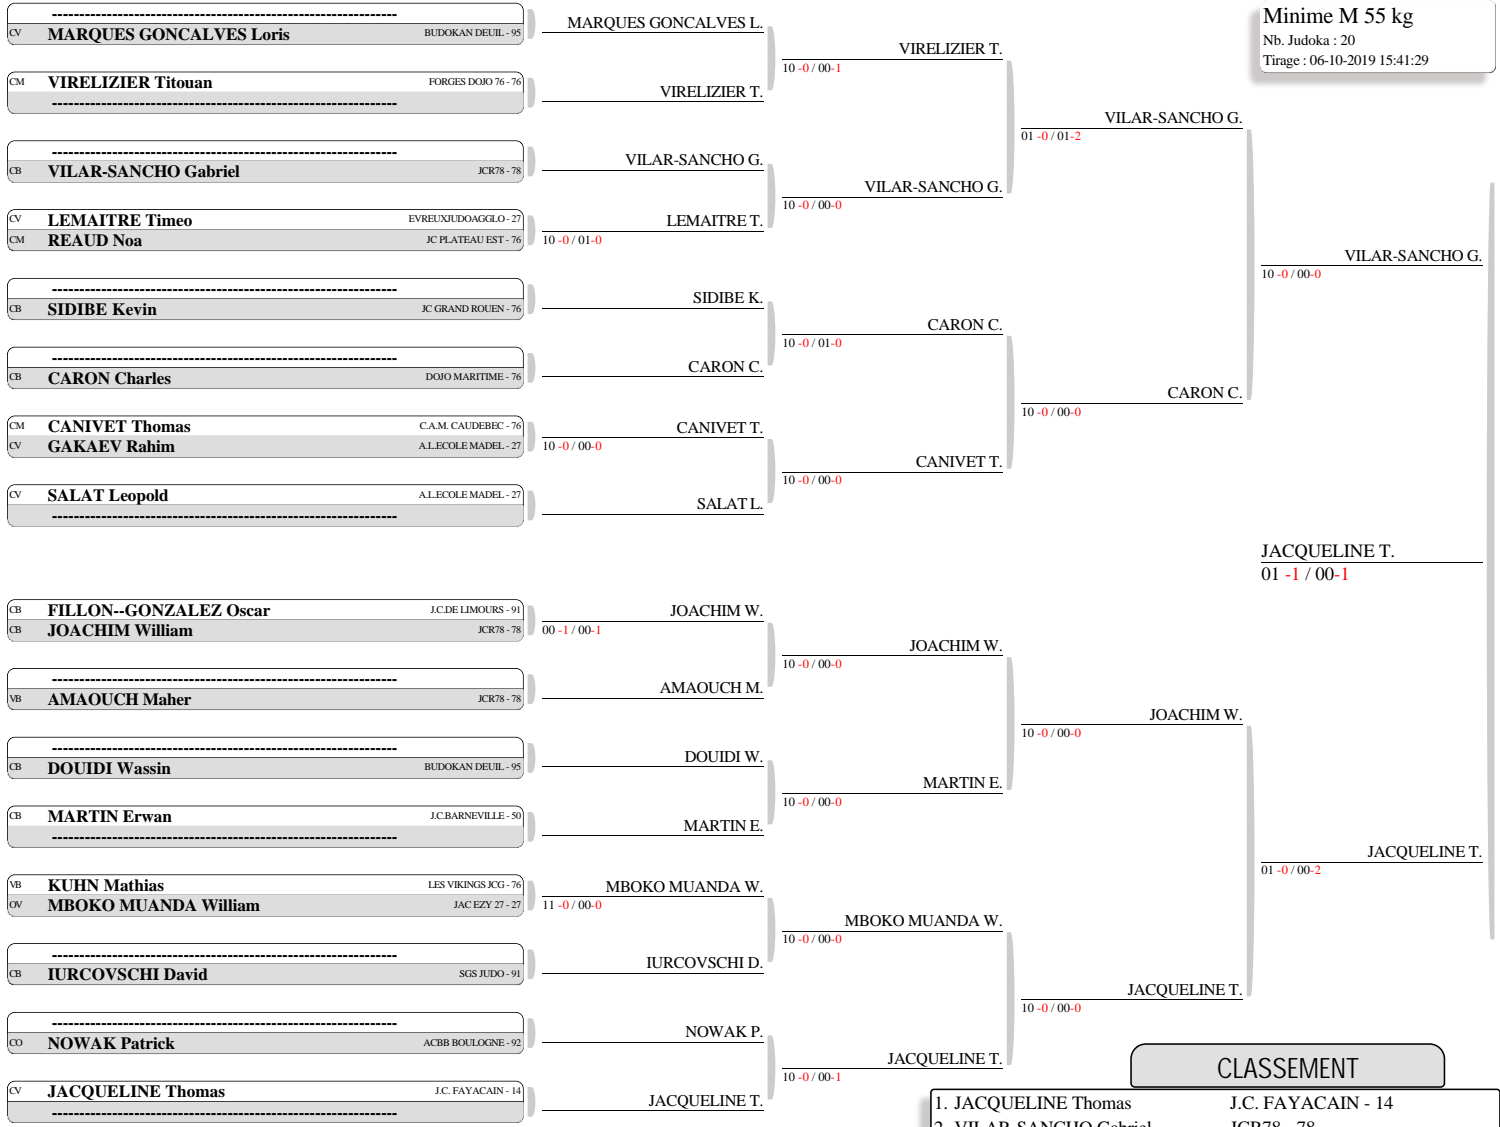 Minime M 55 kg
Nb. Judoka : 20
Tirage : 06-10-2019 15:41:29
--------------------------------------------------------------
CV MARQUES GONCALVES Loris BUDOKAN DEUIL - 95
CM VIRELIZIER Titouan FORGES DOJO 76 - 76
--------------------------------------------------------------
--------------------------------------------------------------
CB VILAR-SANCHO Gabriel JCR78 - 78
CV LEMAITRE Timeo EVREUXJUDOAGGLO - 27
CM REAUD Noa JC PLATEAU EST - 76
--------------------------------------------------------------
CB SIDIBE Kevin JC GRAND ROUEN - 76
--------------------------------------------------------------
CB CARON Charles DOJO MARITIME - 76
CM CANIVET Thomas C.A.M. CAUDEBEC - 76
CV GAKAEV Rahim A.L.ECOLE MADEL - 27
CV SALAT Leopold A.L.ECOLE MADEL - 27
--------------------------------------------------------------
CB FILLON--GONZALEZ Oscar J.C.DE LIMOURS - 91
CB JOACHIM William JCR78 - 78
--------------------------------------------------------------
VB AMAOUCH Maher JCR78 - 78
--------------------------------------------------------------
CB DOUIDI Wassin BUDOKAN DEUIL - 95
CB MARTIN Erwan J.C.BARNEVILLE - 50
--------------------------------------------------------------
VB KUHN Mathias LES VIKINGS JCG - 76
OV MBOKO MUANDA William JAC EZY 27 - 27
--------------------------------------------------------------
CB IURCOVSCHI David SGS JUDO - 91
--------------------------------------------------------------
CO NOWAK Patrick ACBB BOULOGNE - 92
CV JACQUELINE Thomas J.C. FAYACAIN - 14
--------------------------------------------------------------
MARQUES GONCALVES L.
VIRELIZIER T.
VILAR-SANCHO G.
LEMAITRE T.
10 -0 / 01-0
SIDIBE K.
CARON C.
CANIVET T.
10 -0 / 00-0
SALAT L.
JOACHIM W.
00 -1 / 00-1
AMAOUCH M.
DOUIDI W.
MARTIN E.
MBOKO MUANDA W.
11 -0 / 00-0
IURCOVSCHI D.
NOWAK P.
JACQUELINE T.
VIRELIZIER T.
10 -0 / 00-1
VILAR-SANCHO G.
10 -0 / 00-0
CARON C.
10 -0 / 01-0
CANIVET T.
10 -0 / 00-0
JOACHIM W.
10 -0 / 00-0
MARTIN E.
10 -0 / 00-0
MBOKO MUANDA W.
10 -0 / 00-0
JACQUELINE T.
10 -0 / 00-1
VILAR-SANCHO G.
01 -0 / 01-2
CARON C.
10 -0 / 00-0
JOACHIM W.
10 -0 / 00-0
JACQUELINE T.
10 -0 / 00-0
VILAR-SANCHO G.
10 -0 / 00-0
JACQUELINE T.
01 -0 / 00-2
JACQUELINE T.
01 -1 / 00-1
CLASSEMENT
1. JACQUELINE Thomas J.C. FAYACAIN - 14
2. VILAR-SANCHO Gabriel JCR78 - 78